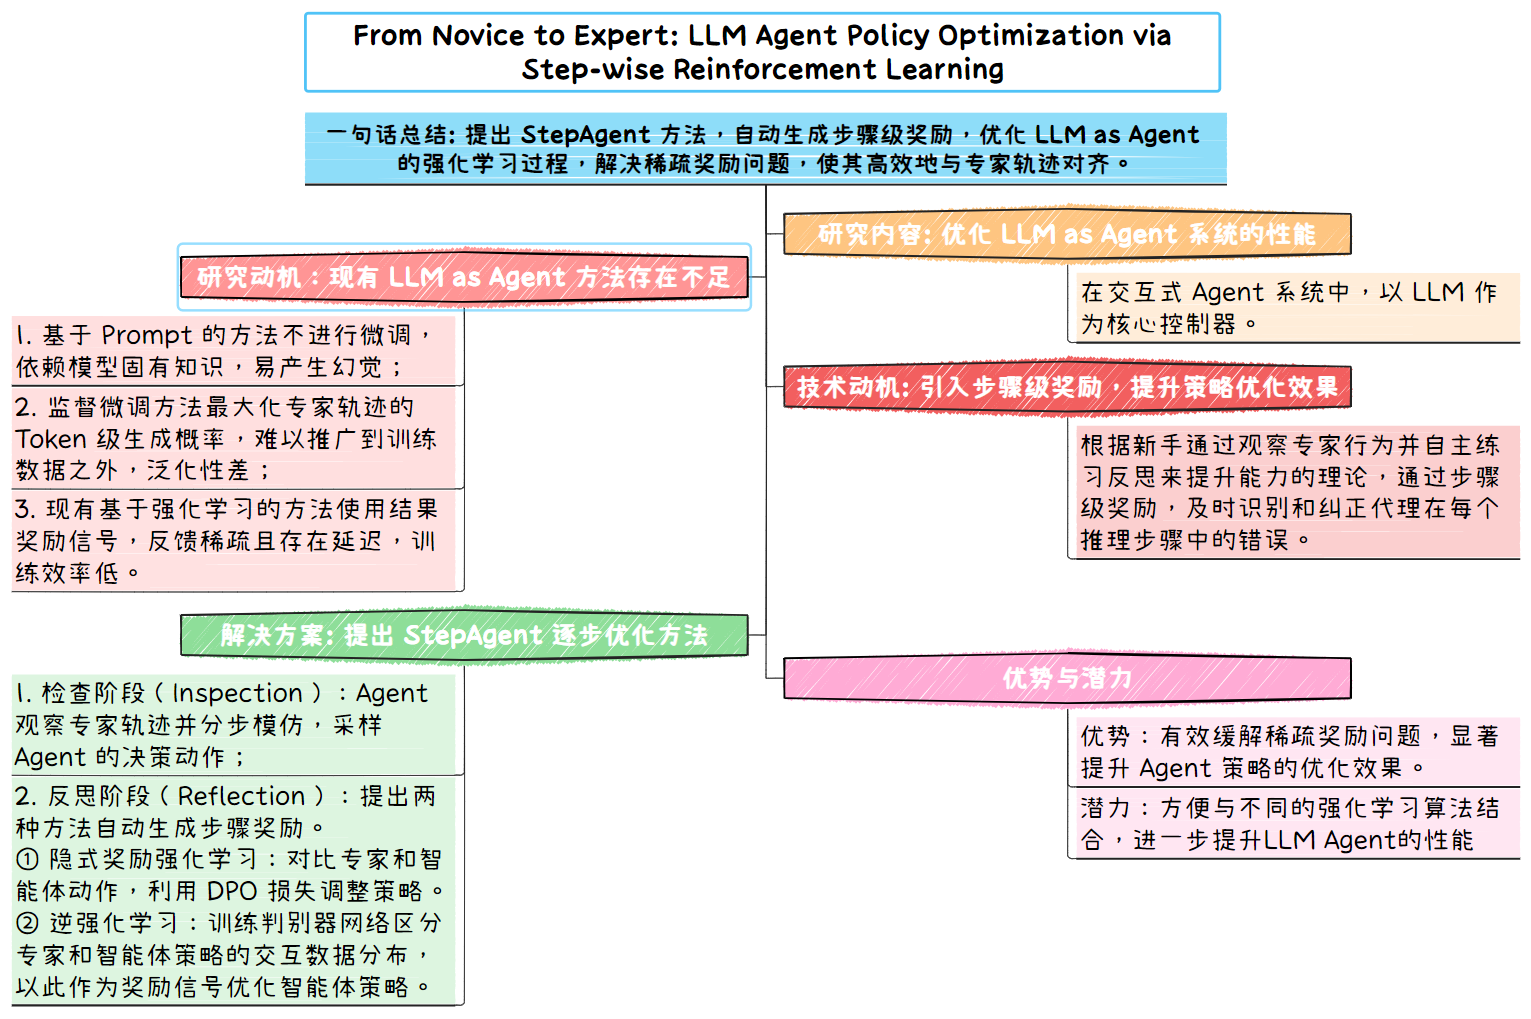 From Novice to Expert: LLM Agent Policy Optimization via
Step-wise Reinforcement Learning
一句话总结: 提出 StepAgent 方法，自动生成步骤级奖励，优化 LLM as Agent
的强化学习过程，解决稀疏奖励问题，使其高效地与专家轨迹对齐。
研究内容: 优化 LLM as Agent 系统的性能
在交互式 Agent 系统中，以 LLM 作
为核心控制器。
研究动机：现有 LLM as Agent 方法存在不足
1. 基于 Prompt 的方法不进行微调，
依赖模型固有知识，易产生幻觉；
2. 监督微调方法最大化专家轨迹的
Token 级生成概率，难以推广到训练
数据之外，泛化性差；
3. 现有基于强化学习的方法使用结果
奖励信号，反馈稀疏且存在延迟，训
练效率低。
技术动机: 引入步骤级奖励，提升策略优化效果
根据新手通过观察专家行为并自主练
习反思来提升能力的理论，通过步骤
级奖励，及时识别和纠正代理在每个
推理步骤中的错误。
解决方案: 提出 StepAgent 逐步优化方法
1. 检查阶段（Inspection）：Agent
观察专家轨迹并分步模仿，采样
Agent 的决策动作；
2. 反思阶段（Reflection）：提出两
种方法自动生成步骤奖励。
① 隐式奖励强化学习：对比专家和智
能体动作，利用 DPO 损失调整策略。
② 逆强化学习：训练判别器网络区分
专家和智能体策略的交互数据分布，
以此作为奖励信号优化智能体策略。
优势与潜力
优势：有效缓解稀疏奖励问题，显著
提升 Agent 策略的优化效果。
潜力：方便与不同的强化学习算法结
合，进一步提升LLM Agent的性能